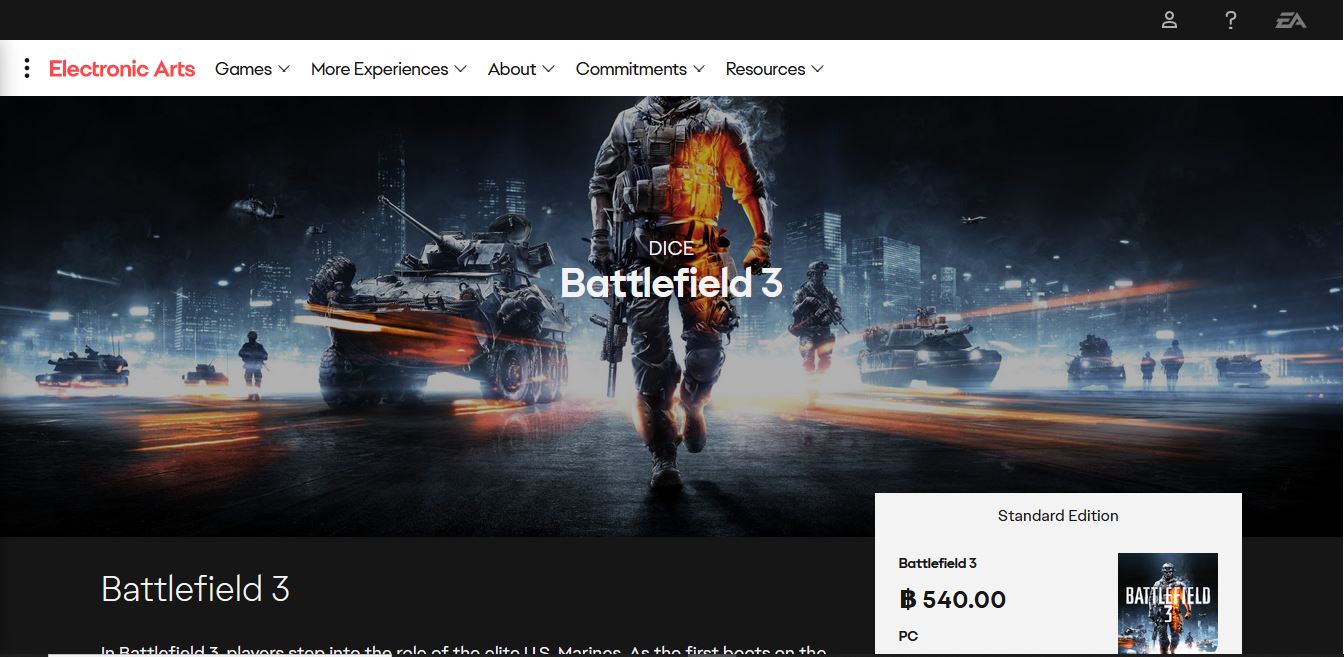 EA
Electronic Arts Games More Experiences About Commitments Resources
DICE
Battlefield 3
Standard Edition
Battlefield 3
฿ 540.00
PC
BATTLEFIELD
3
Battlefield 3
In Battlefield 3, players step into the role of the elite U.S. Marines. As the first boots on the